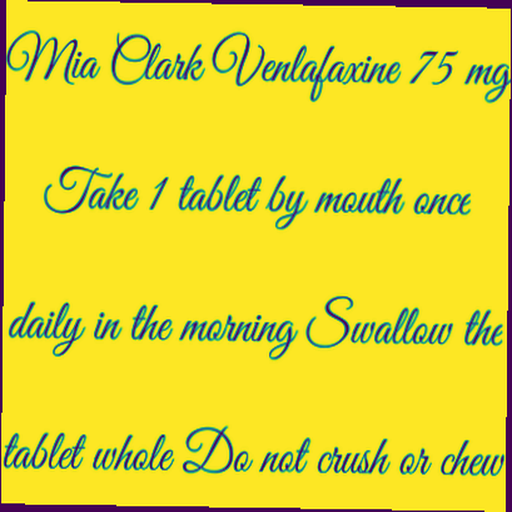 Mia Clark Venlafaxine 75 mg
Take 1 tablet by mouth once
daily in the morning Swallow the
tablet whole Do not crush or chew